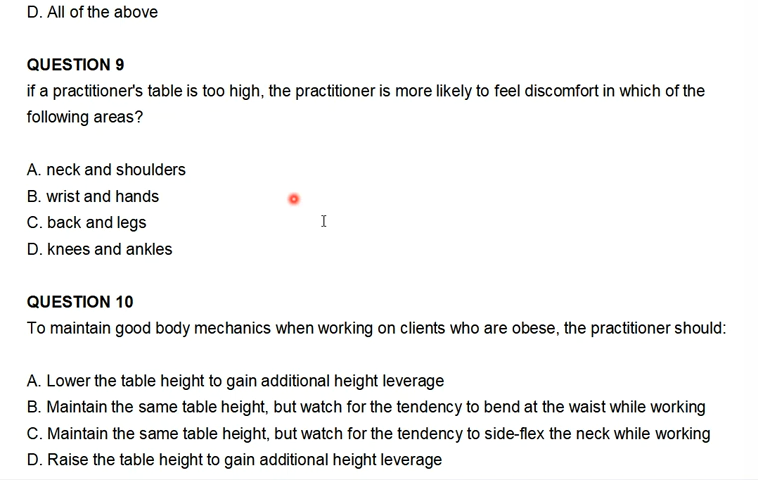 D. All of the above
QUESTION 9
if a practitioner's table is too high, the practitioner is more likely to feel discomfort in which of the
following areas?
A. neck and shoulders
B. wrist and hands
C. back and legs
D. knees and ankles
QUESTION 10
To maintain good body mechanics when working on clients who are obese, the practitioner should:
A. Lower the table height to gain additional height leverage
B. Maintain the same table height, but watch for the tendency to bend at the waist while working
C. Maintain the same table height, but watch for the tendency to side-flex the neck while working
D. Raise the table height to gain additional height leverage